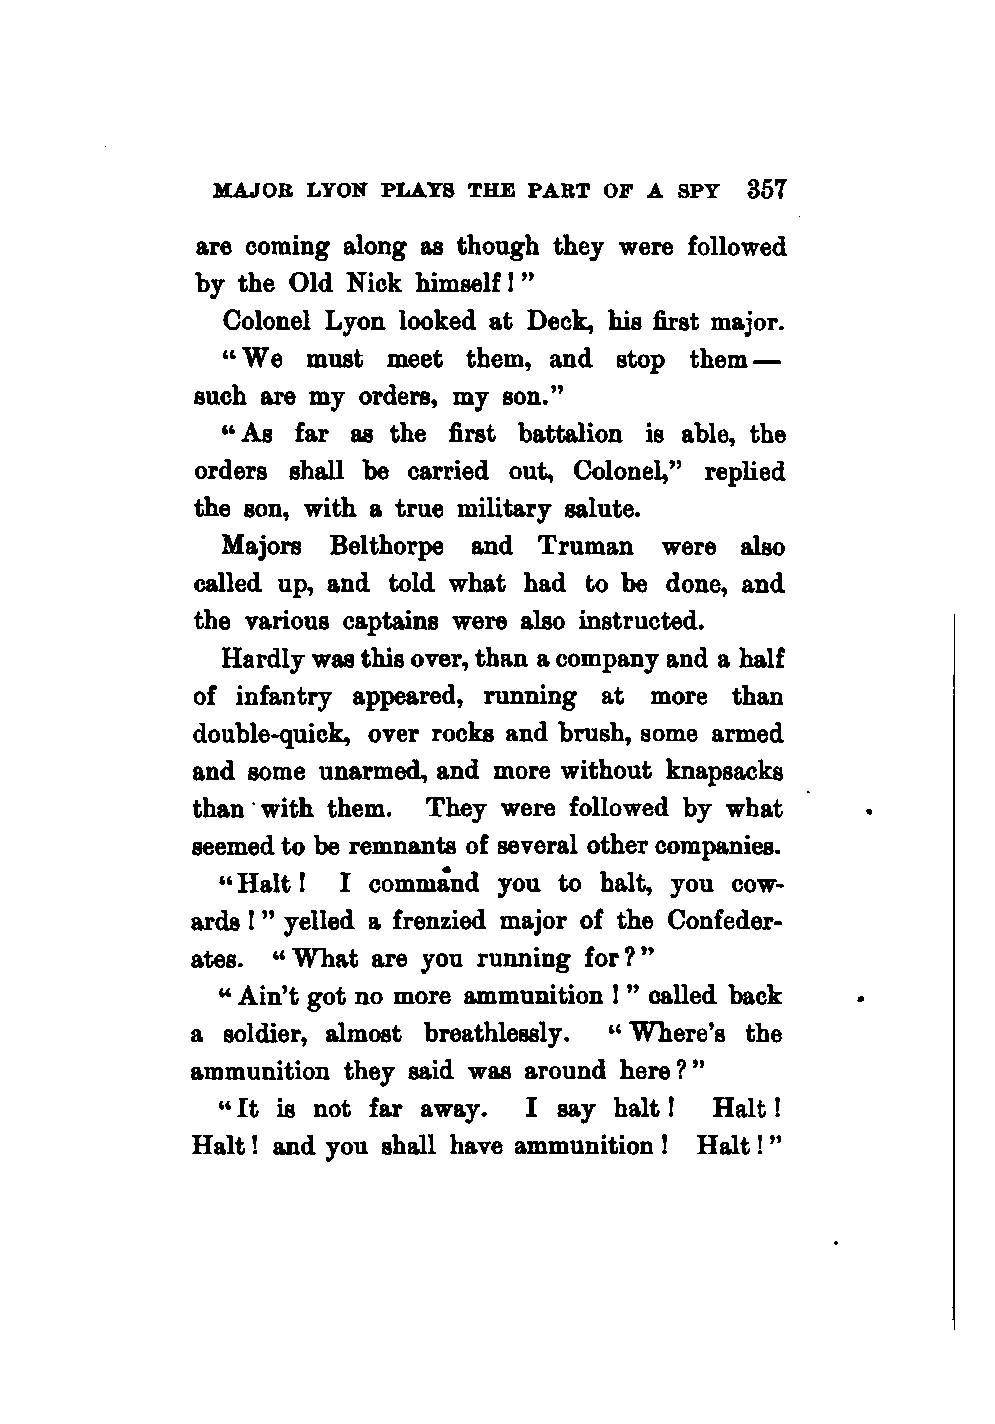 MAJOR LYON PLAYS THE PART OF A SPY 357
are coming along as though they were followed
by the Old Nick himself!”
Colonel Lyon looked at Deck, his first major.
“We must meet them, and stop them—
such are my orders, my son.”
“As far as the first battalion is able, the
orders shall be carried out, Colonel,” replied
the son, with a true military salute.
Majors Belthorpe and Truman were also
called up, and told what had to be done, and
the various captains were also instructed.
Hardly was this over, than a company and a half
of infantry appeared, running at more than
double-quick, over rocks and brush, some armed
and some unarmed, and more without knapsacks
than with them. They were followed by what
seemed to be remnants of several other companies.
“Halt! I command you to halt, you cow-
ards!” yelled a frenzied major of the Confeder-
ates. “What are you running for?”
“Ain’t got no more ammunition!” called back
a soldier, almost breathlessly. “Where’s the
ammunition they said was around here?”
“It is not far away. I say halt! Halt!
Halt! and you shall have ammunition! Halt!”